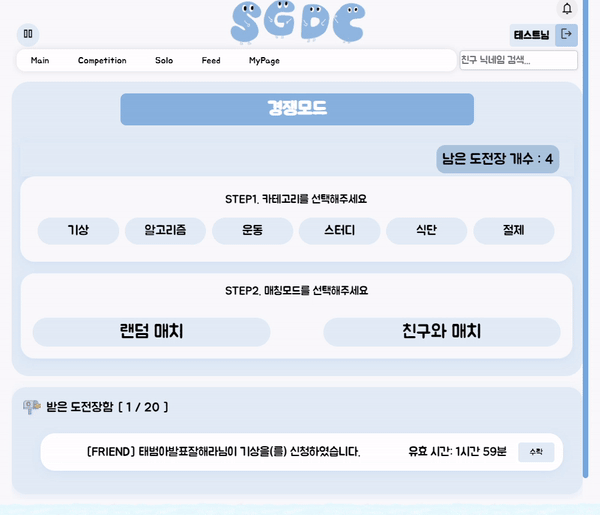 SGDC
테스트님
Main Competition Solo Feed MyPage
친구 닉네임 검색...
경쟁모드
남은 도전장 개수 : 4
STEP1. 카테고리를 선택해주세요
기상 알고리즘 운동 스터디 식단 절제
STEP2. 매칭모드를 선택해주세요
랜덤 매치 친구와 매치
받은 도전장함 [ 1 / 20 ]
[FRIEND] 태범아발표잘해라님이 기상을(를) 신청하였습니다. 유효 시간: 1시간 59분 수락